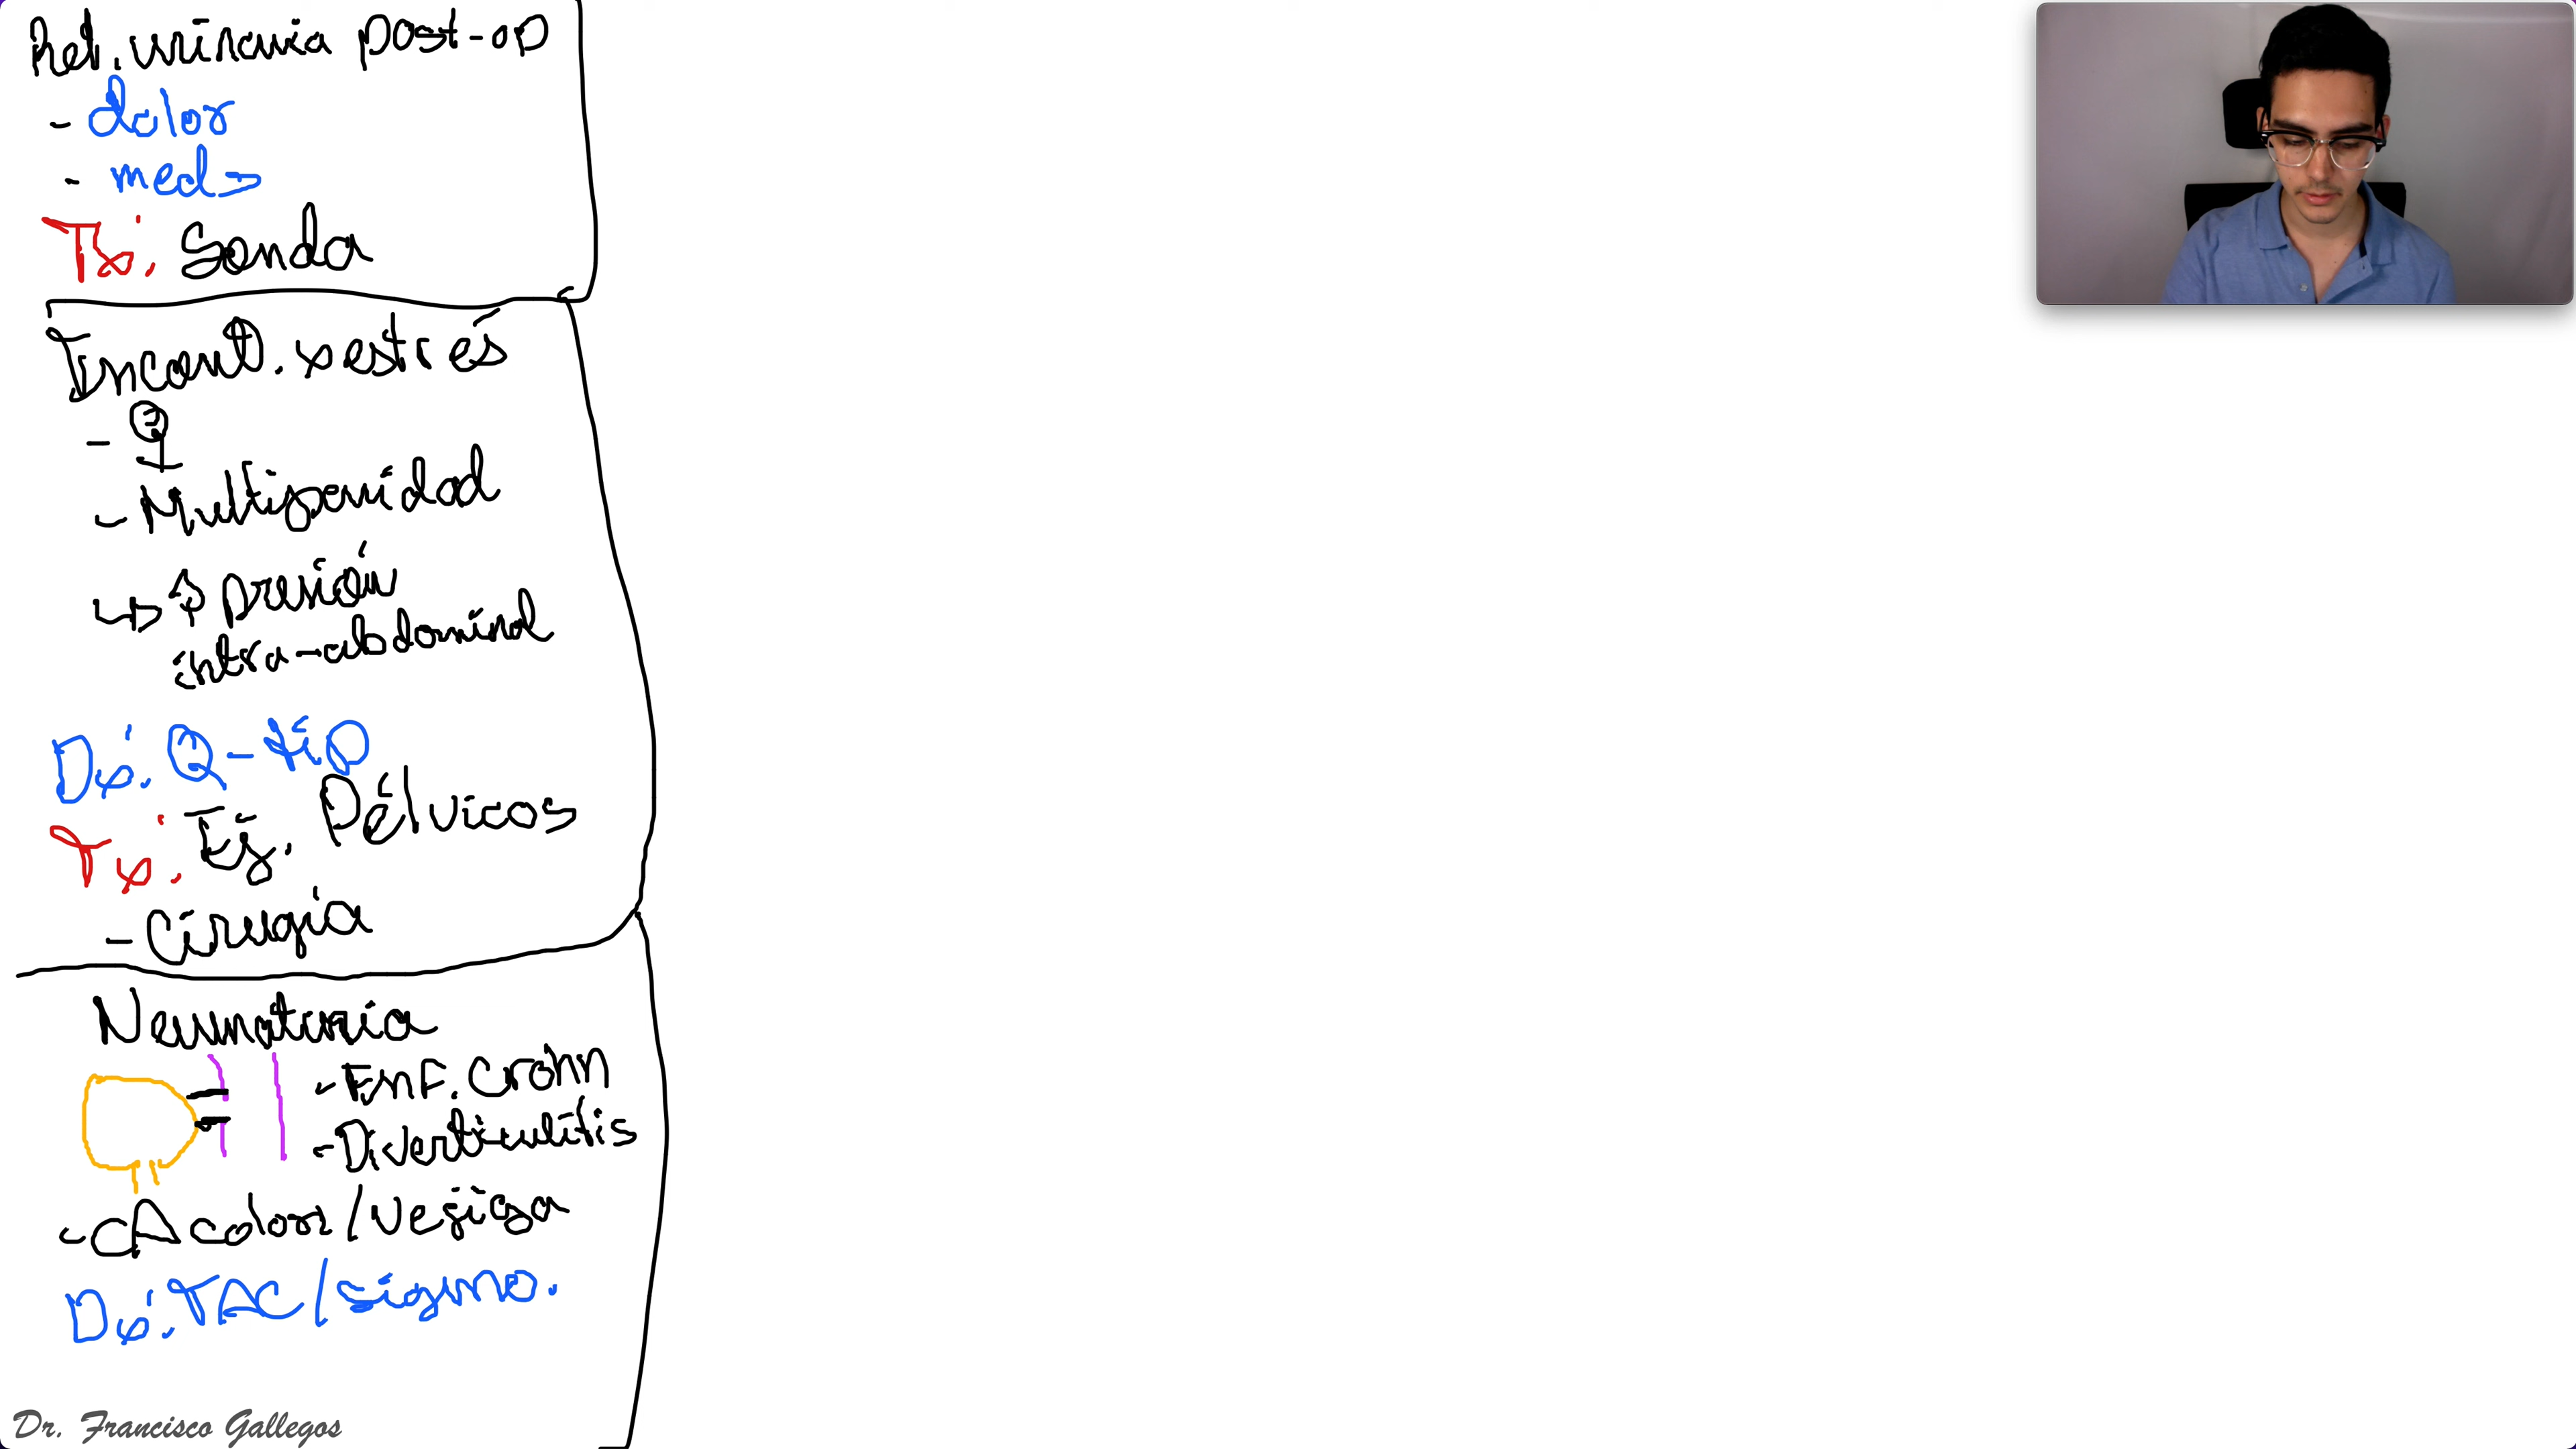 Ret. urinaria post-op
- dolor
- meds
Tx: Sonda
Incont. x estrés
- ♀
- Multiparidad
↳ ↑ presión
intra-abdominal
Dx: Q-tip
Tx: Ej. Pélvicos
- Cirugía
Neumaturia
- Enf. Crohn
- Diverticulitis
- CA colon/vejiga
Dx: TAC/sigmo.
Dr. Francisco Gallegos